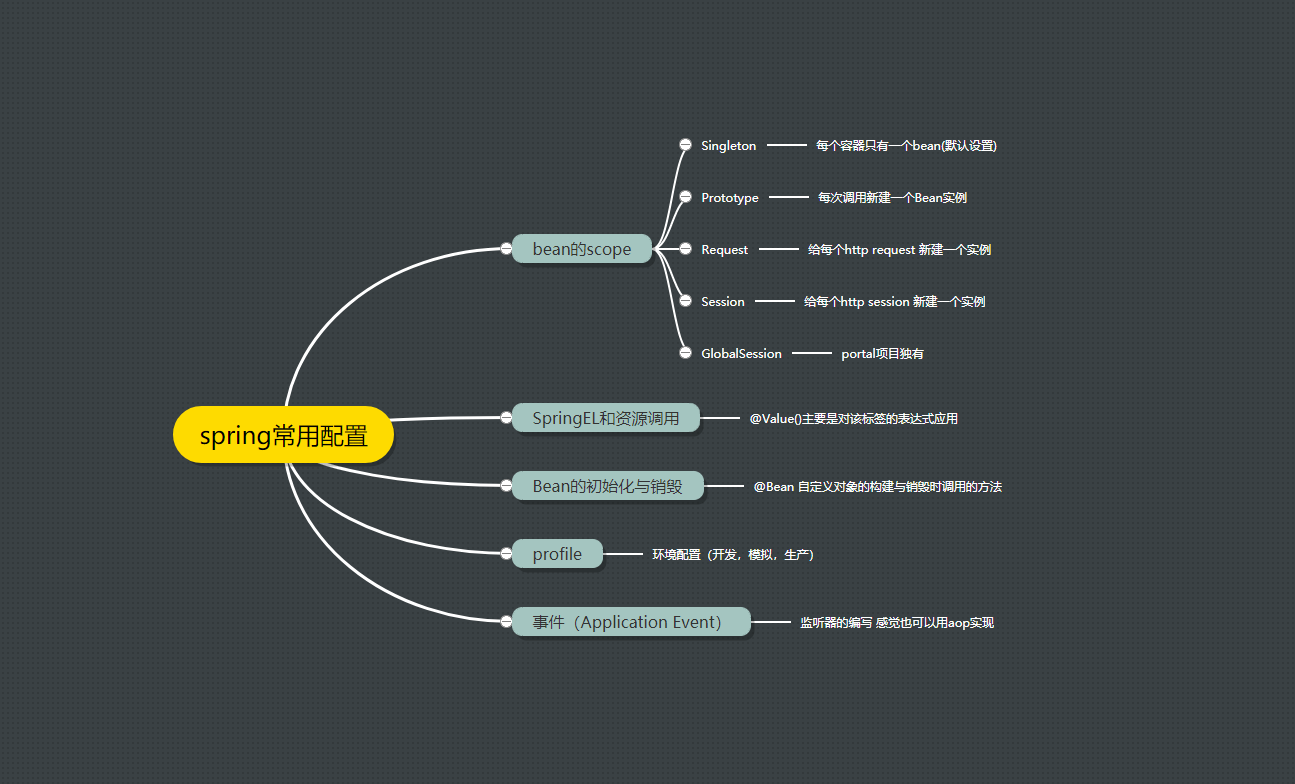 spring常用配置
bean的scope
Singleton
每个容器只有一个bean(默认设置)
Prototype
每次调用新建一个Bean实例
Request
给每个http request 新建一个实例
Session
给每个http session 新建一个实例
GlobalSession
portal项目独有
SpringEL和资源调用
@Value()主要是对该标签的表达式应用
Bean的初始化与销毁
@Bean 自定义对象的构建与销毁时调用的方法
profile
环境配置（开发，模拟，生产）
事件（Application Event）
监听器的编写 感觉也可以用aop实现